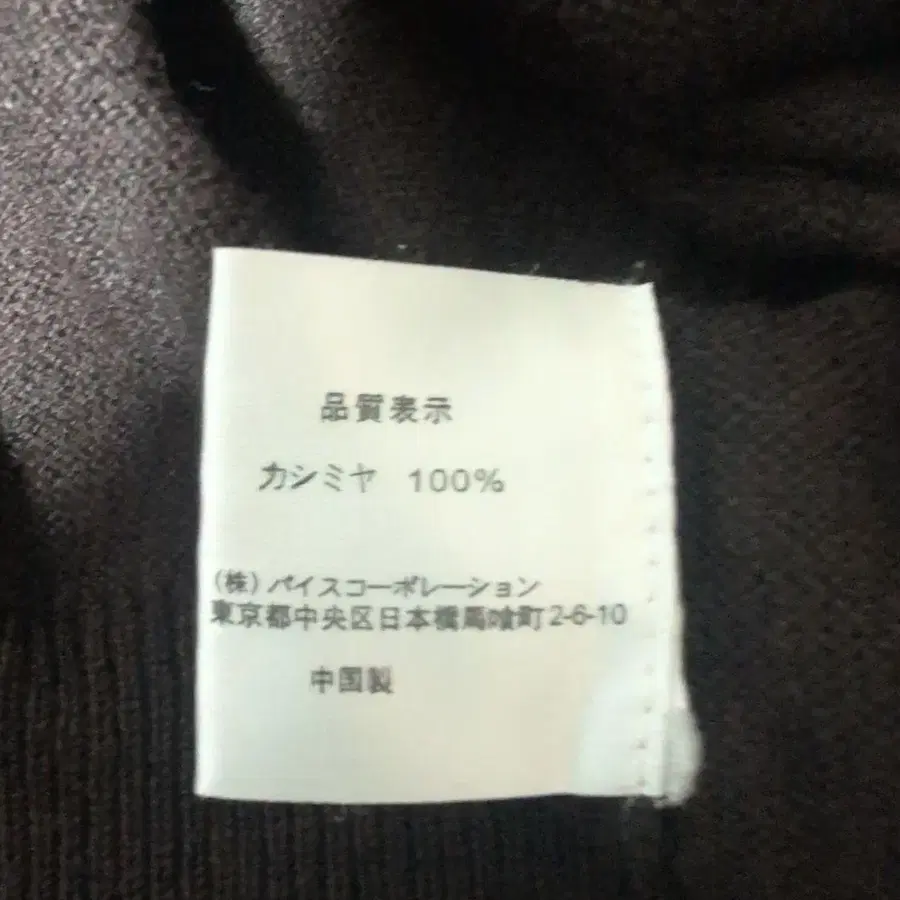 品質表示
カシミヤ 100%
(株) パイスコーポレーション
東京都中央区日本橋馬喰町2-6-10
中国製